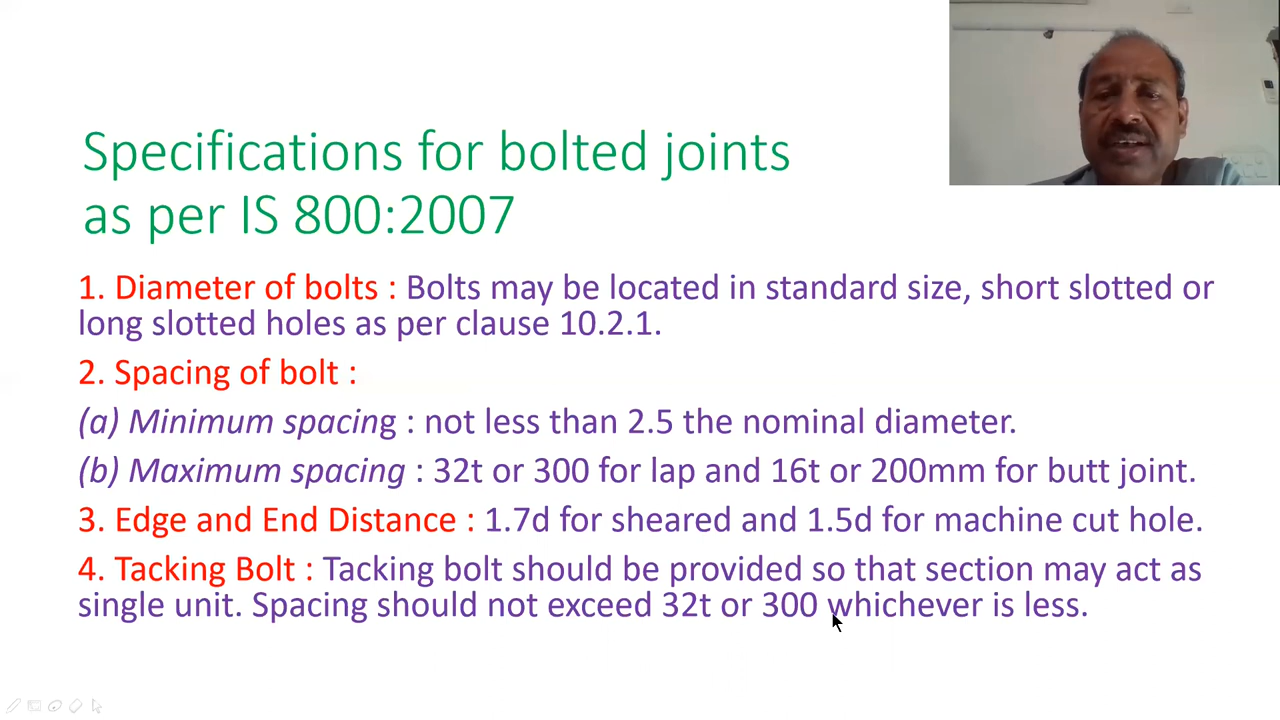 Specifications for bolted joints
as per IS 800:2007
1. Diameter of bolts : Bolts may be located in standard size, short slotted or
long slotted holes as per clause 10.2.1.
2. Spacing of bolt :
(a) Minimum spacing : not less than 2.5 the nominal diameter.
(b) Maximum spacing : 32t or 300 for lap and 16t or 200mm for butt joint.
3. Edge and End Distance : 1.7d for sheared and 1.5d for machine cut hole.
4. Tacking Bolt : Tacking bolt should be provided so that section may act as
single unit. Spacing should not exceed 32t or 300 whichever is less.